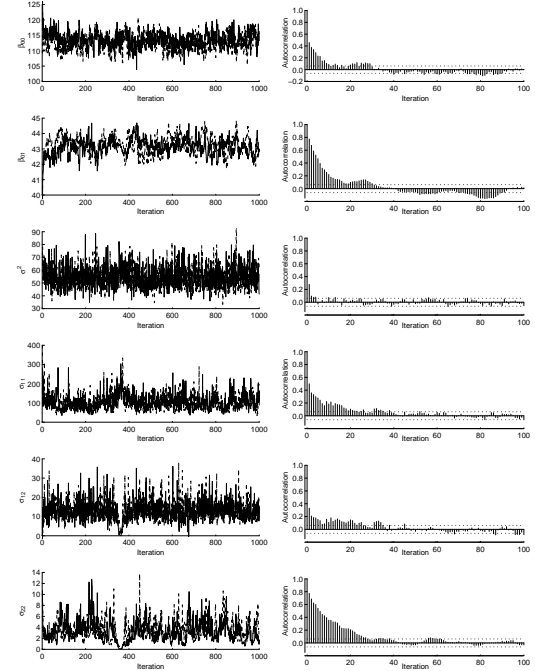 125
120
115
110
105
100
β00
0 200 400 600 800 1000
Iteration
1.0
0.8
0.6
0.4
0.2
0.0
−0.2
Autocorrelation
0 20 40 60 80 100
Iteration
45
44
43
42
41
40
β01
0 200 400 600 800 1000
Iteration
1.0
0.8
0.6
0.4
0.2
0.0
Autocorrelation
0 20 40 60 80 100
Iteration
90
80
70
60
50
40
30
σ2
0 200 400 600 800 1000
Iteration
1.0
0.8
0.6
0.4
0.2
0.0
Autocorrelation
0 20 40 60 80 100
Iteration
400
300
200
100
0
σ11
0 200 400 600 800 1000
Iteration
1.0
0.8
0.6
0.4
0.2
0.0
Autocorrelation
0 20 40 60 80 100
Iteration
40
30
20
10
0
σ12
0 200 400 600 800 1000
Iteration
1.0
0.8
0.6
0.4
0.2
0.0
Autocorrelation
0 20 40 60 80 100
Iteration
14
12
10
8
6
4
2
0
σ22
0 200 400 600 800 1000
Iteration
1.0
0.8
0.6
0.4
0.2
0.0
Autocorrelation
0 20 40 60 80 100
Iteration